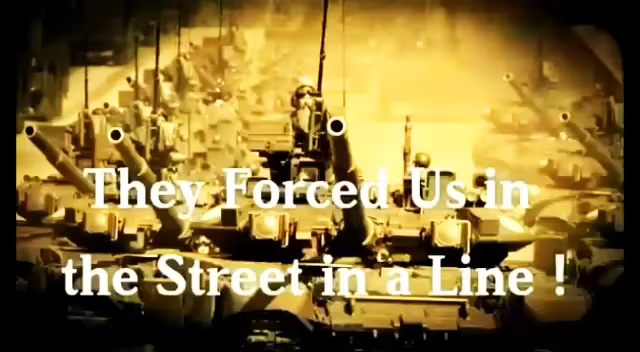 They Forced Us in
the Street in a Line !